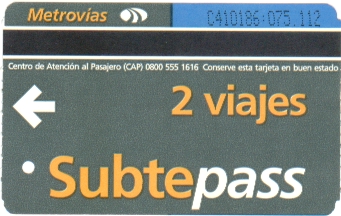 Metrovías C410186:075.112
Centro de Atención al Pasajero (CAP) 0800 555 1616 Conserve esta tarjeta en buen estado
2 viajes
Subtepass